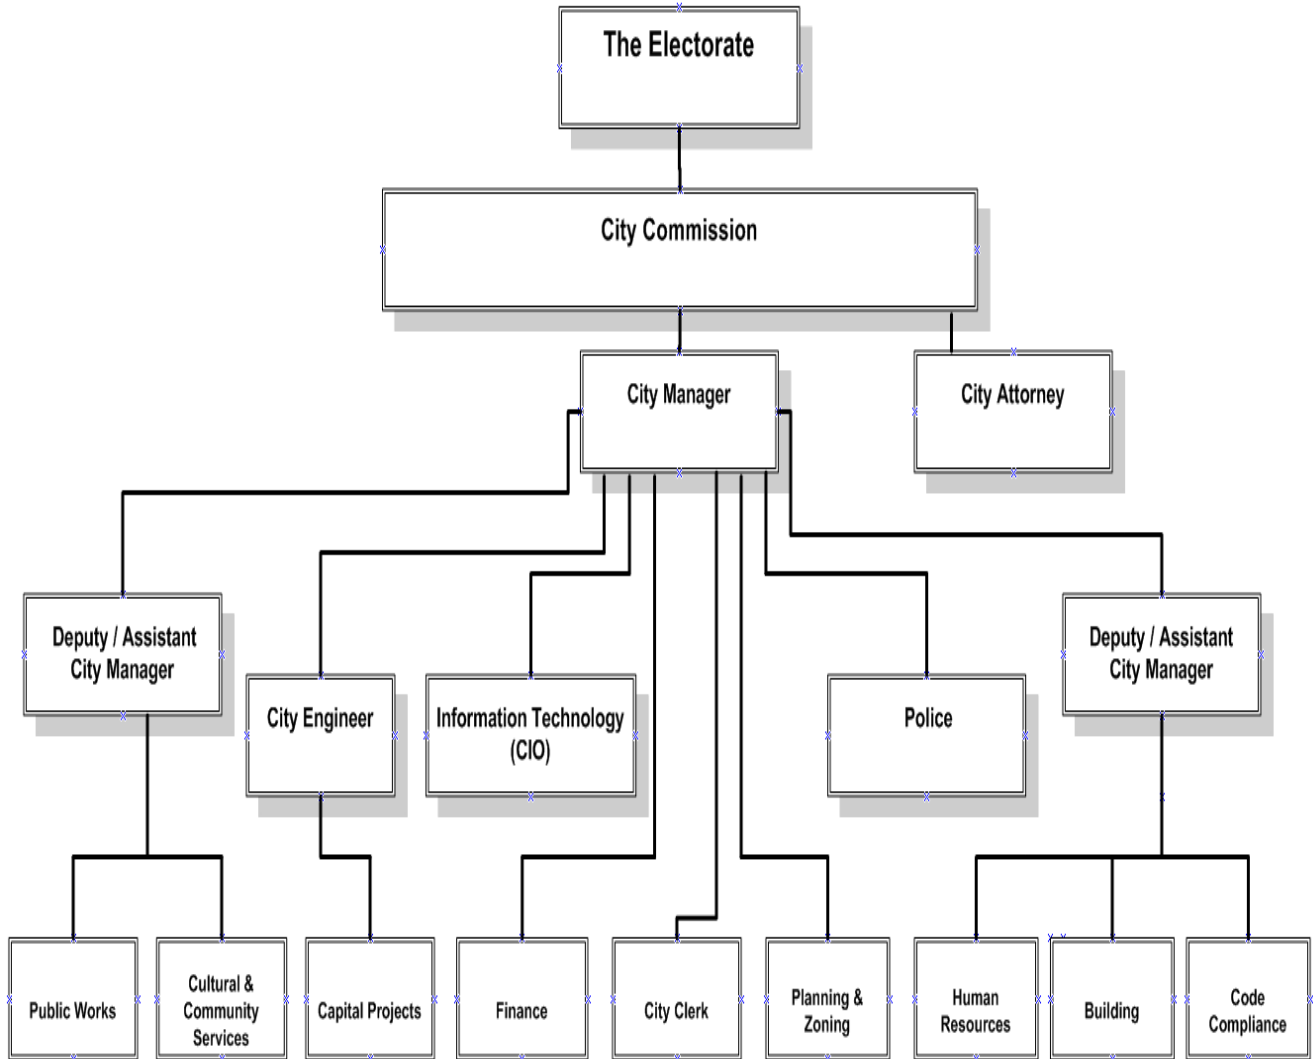 The Electorate
City Commission
City Manager
City Attorney
Deputy / Assistant
City Manager
Deputy / Assistant
City Manager
City Engineer
Information Technology
(CIO)
Police
Public Works
Cultural &
Community
Services
Capital Projects
Finance
City Clerk
Planning &
Zoning
Human
Resources
Building
Code
Compliance